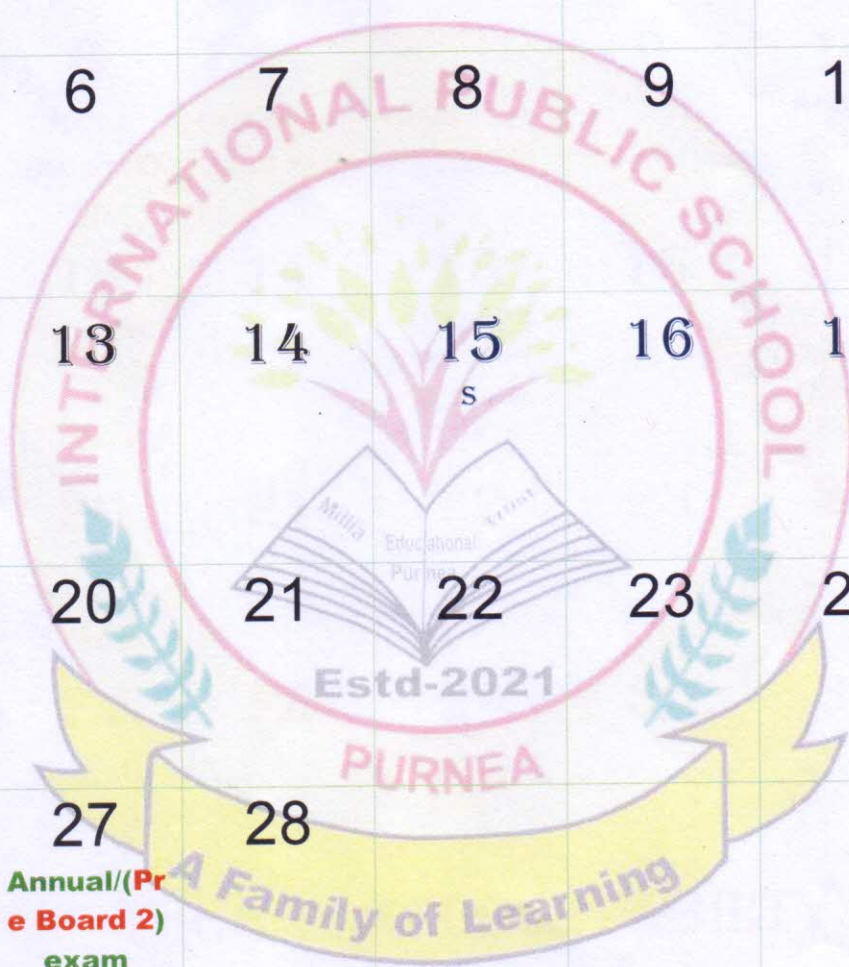 6 7 8 9 1
INTERNATIONAL PUBLIC SCHOOL
13 14 15 16 1
s
Millia Educational Trust
Purnea
20 21 22 23 2
Estd-2021
PURNEA
27 28
A Family of Learning
Annual/(Pr
e Board 2)
exam